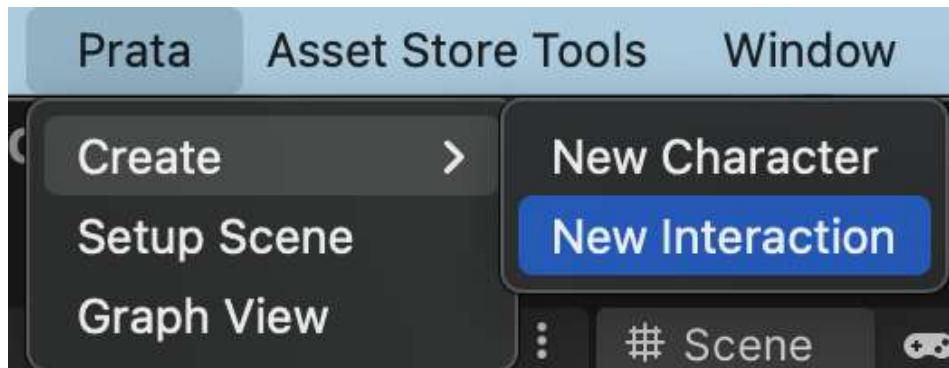 Prata Asset Store Tools Window
Create
New Character
Setup Scene
New Interaction
Graph View
Scene